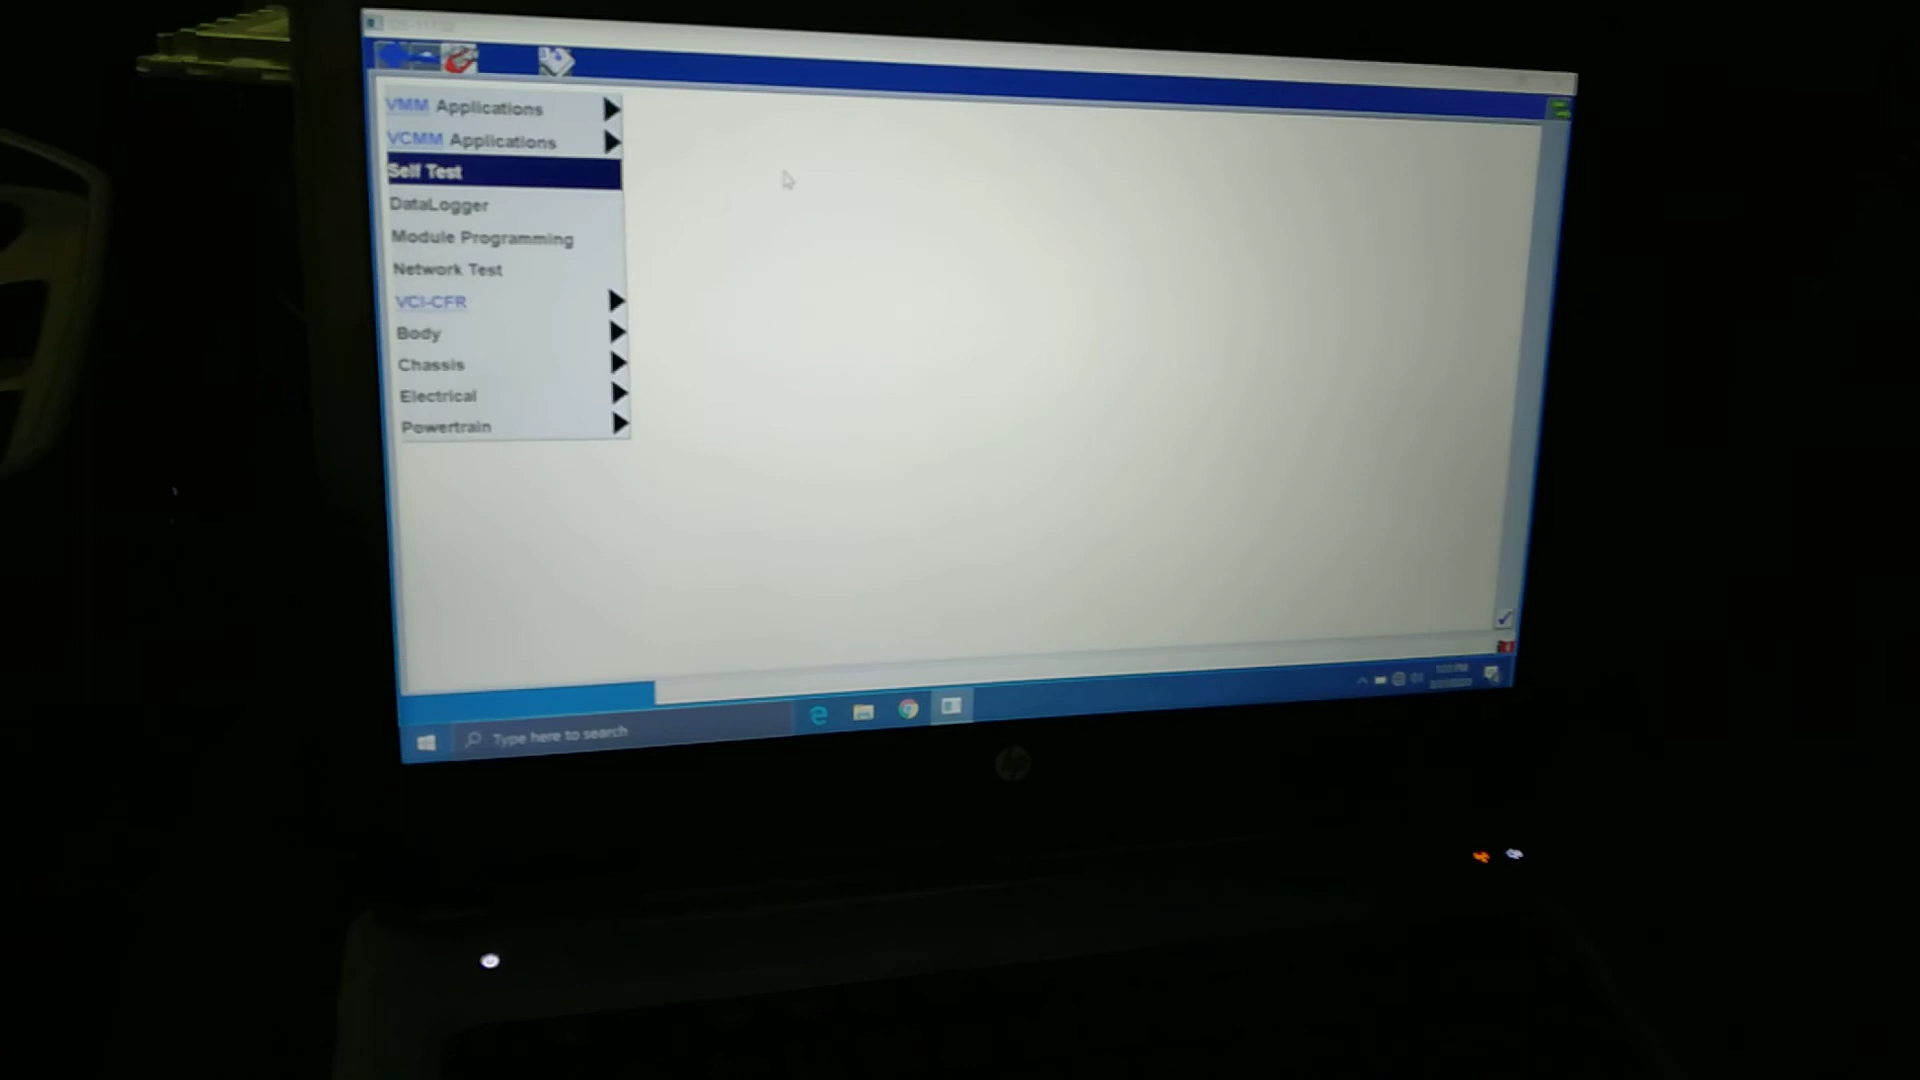 VMM Applications
VCMM Applications
Self Test
DataLogger
Module Programming
Network Test
VCI-CFR
Body
Chassis
Electrical
Powertrain
Type here to search
hp